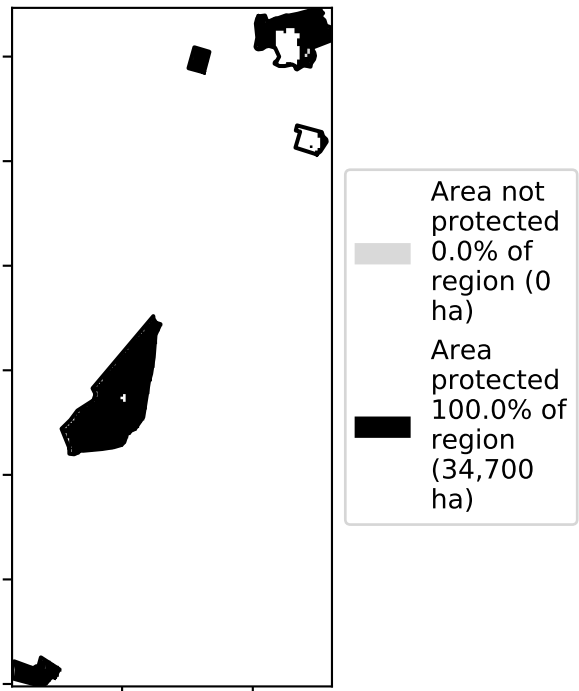 Area not
protected
0.0% of
region (0
ha)
Area
protected
100.0% of
region
(34,700
ha)